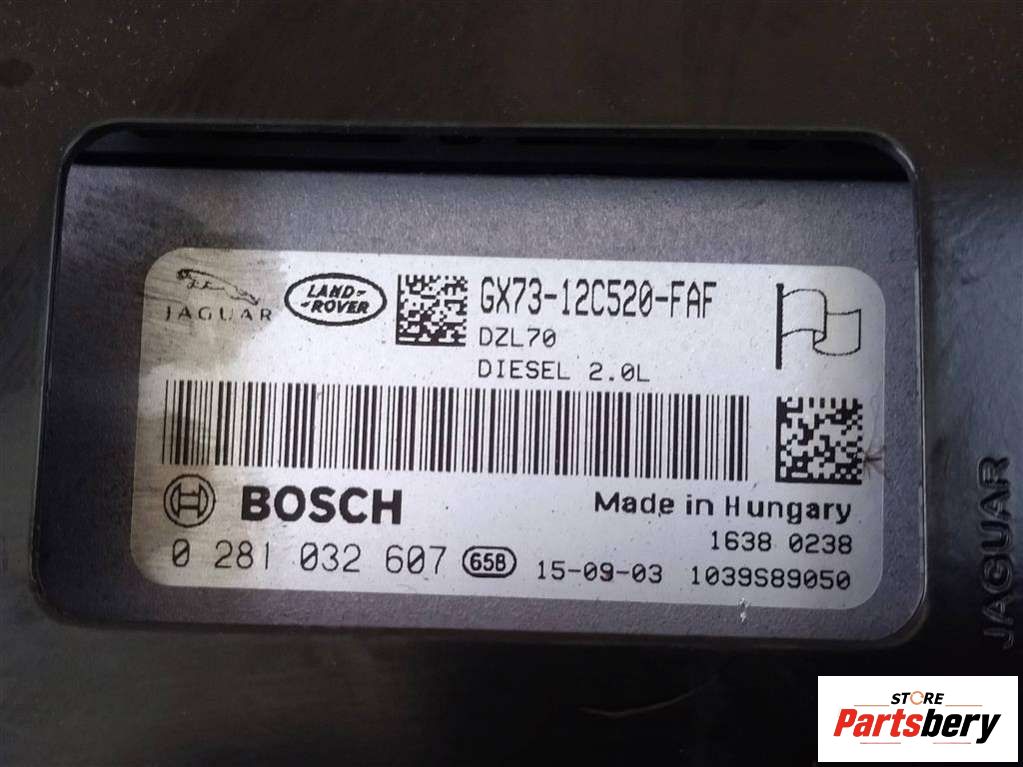 JAGUAR
LAND-
-ROVER
GX73-12C520-FAF
DZL70
DIESEL 2.0L
BOSCH
Made in Hungary
1638 0238
0 281 032 607 65B 15-09-03 1039S89050
JAGUAR
STORE
Partsbery